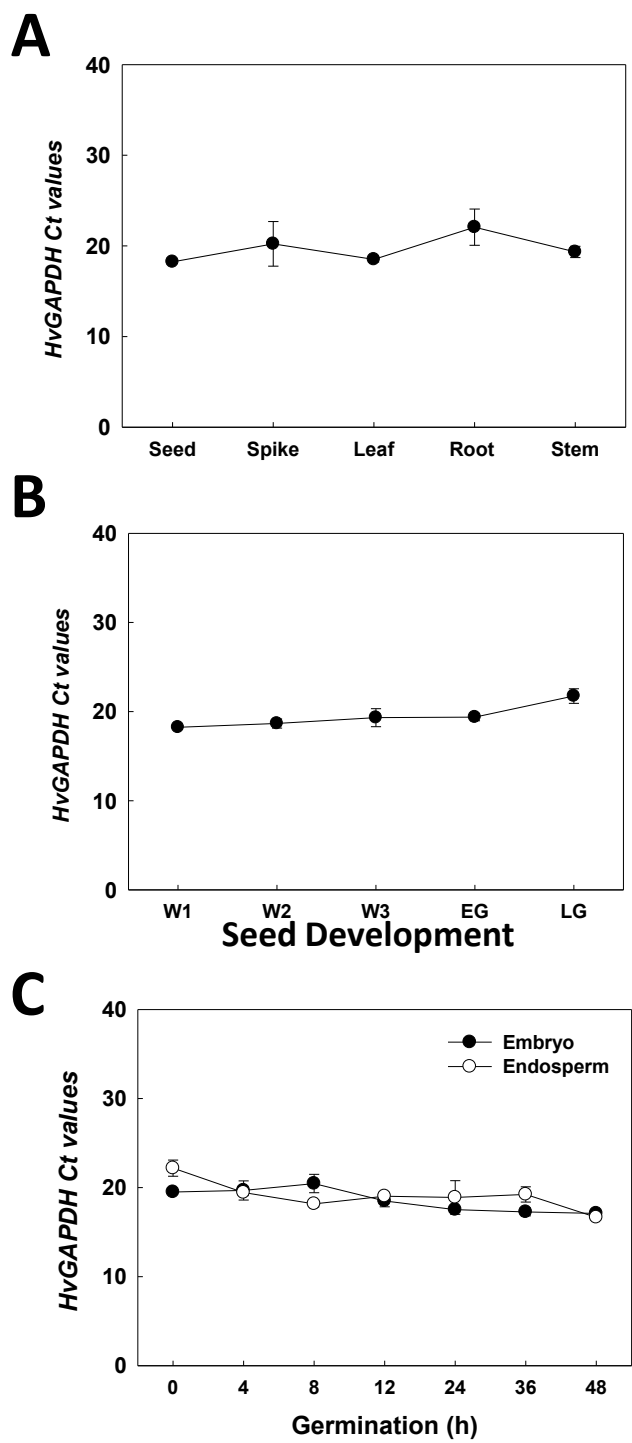 A
HvGAPDH Ct values
40
30
20
10
0
Seed Spike Leaf Root Stem
B
HvGAPDH Ct values
40
30
20
10
0
W1 W2 W3 EG LG
Seed Development
C
HvGAPDH Ct values
40
30
20
10
0
Embryo
Endosperm
0 4 8 12 24 36 48
Germination (h)